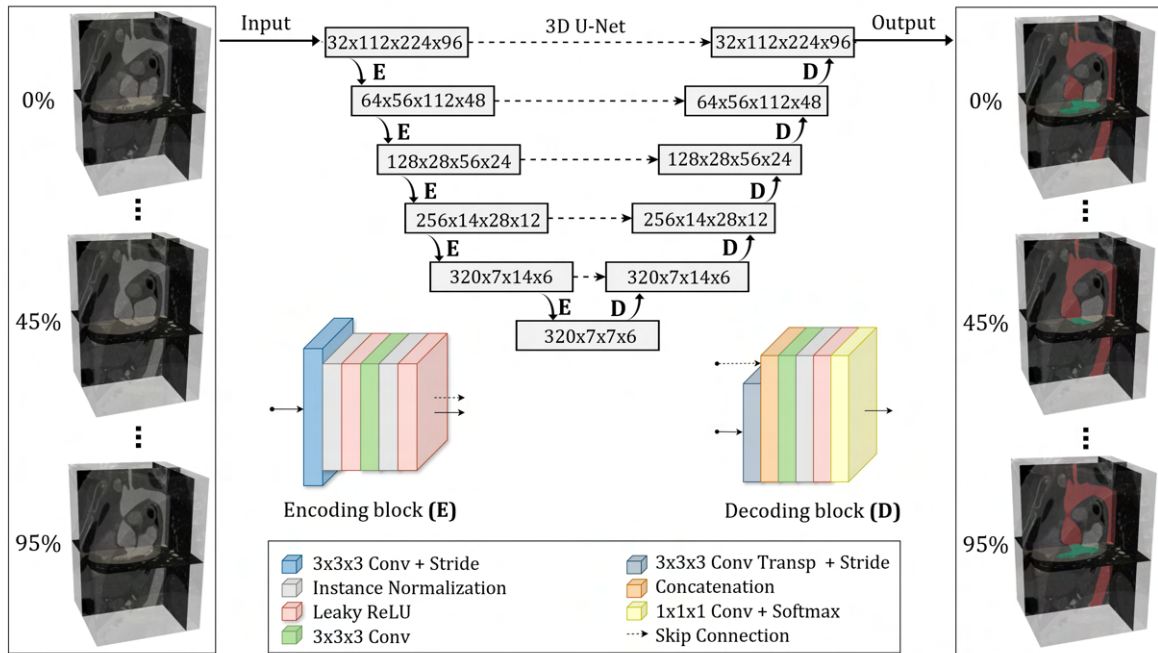 Input
3D U-Net
Output
0%
45%
95%
32x112x224x96
32x112x224x96
E
D
64x56x112x48
64x56x112x48
E
D
128x28x56x24
128x28x56x24
E
D
256x14x28x12
256x14x28x12
E
D
320x7x14x6
320x7x14x6
E
D
320x7x7x6
0%
45%
95%
Encoding block (E)
Decoding block (D)
3x3x3 Conv + Stride
Instance Normalization
Leaky ReLU
3x3x3 Conv
3x3x3 Conv Transp + Stride
Concatenation
1x1x1 Conv + Softmax
Skip Connection